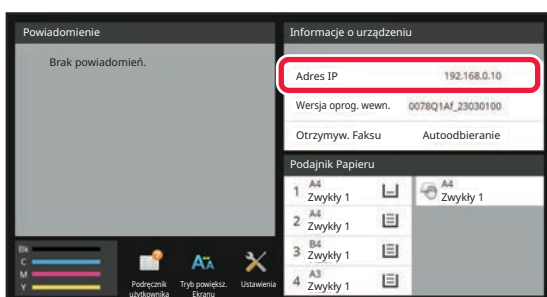 Powiadomienie
Brak powiadomień.
Informacje o urządzeniu
Adres IP 192.168.0.10
Wersja oprog. wewn. 0078Q1Af_23030100
Otrzymyw. Faksu Autoodbieranie
Podajnik Papieru
1 A4
Zwykły 1
A4
Zwykły 1
2 A4
Zwykły 1
3 B4
Zwykły 1
4 A3
Zwykły 1
Bk
C
M
Y
Podręcznik
użytkownika
Tryb powiększ.
Ekranu
Ustawienia